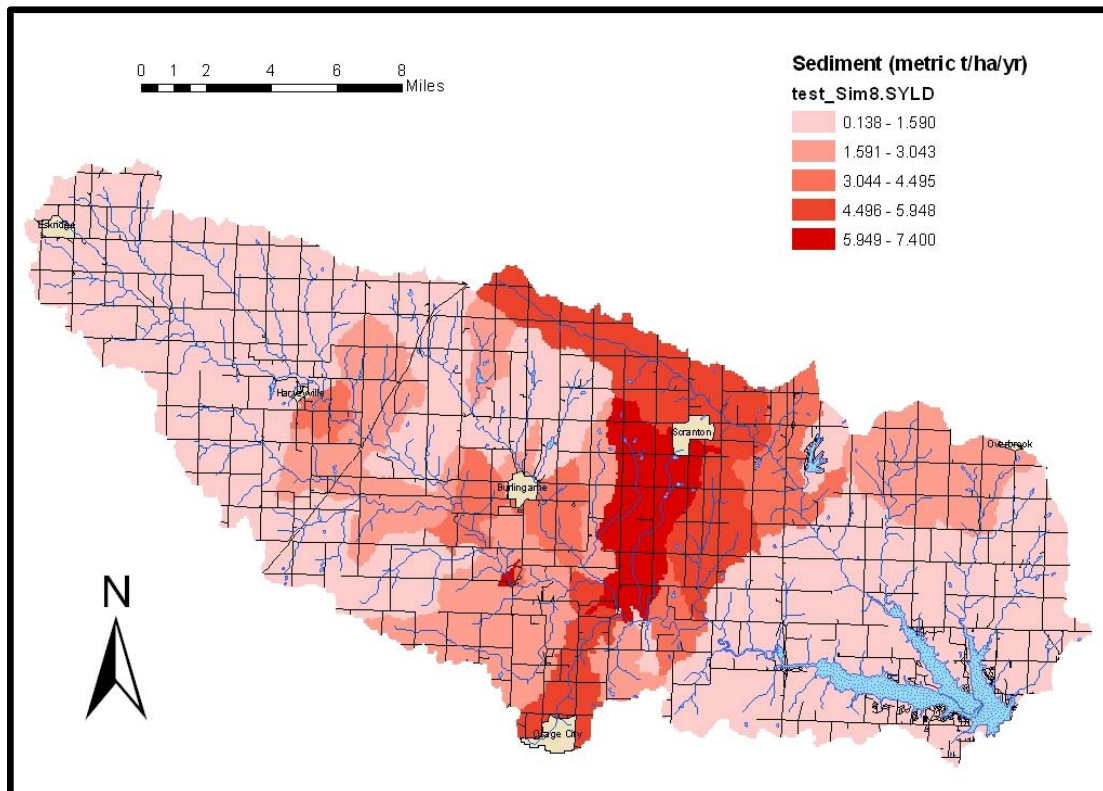 0 1 2 4 6 8
Miles
Sediment (metric t/ha/yr)
test_Sim8.SYLD
0.138 - 1.590
1.591 - 3.043
3.044 - 4.495
4.496 - 5.948
5.949 - 7.400
Eskridge
Harveyville
Scranton
Overbrook
Burlingame
N
Osage City